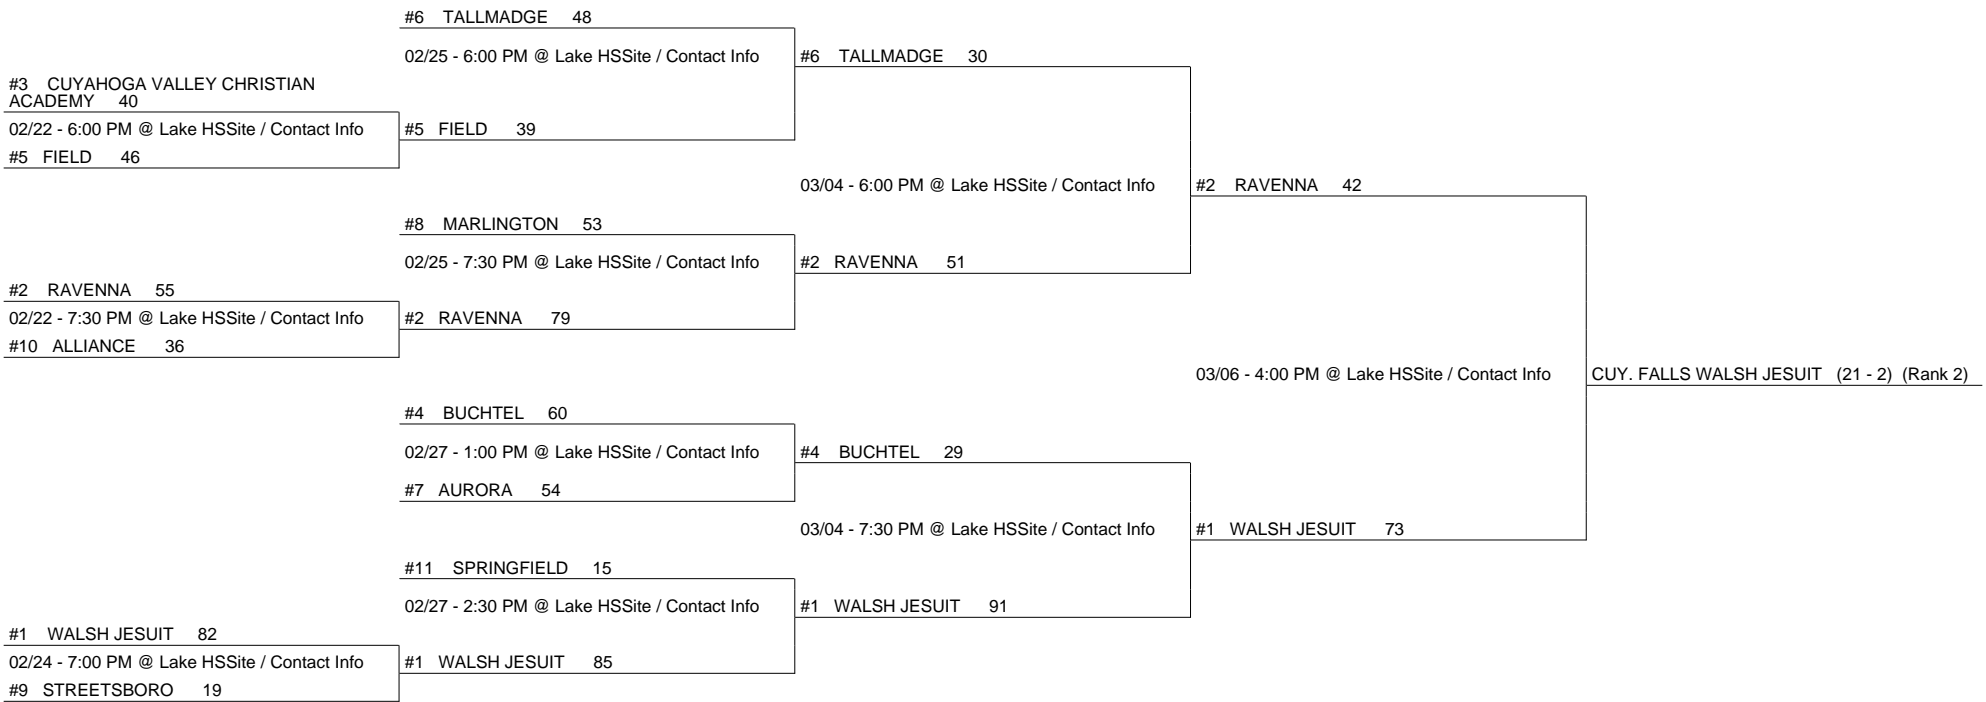 #6 TALLMADGE 48
02/25 - 6:00 PM @ Lake HSSite / Contact Info
#6 TALLMADGE 30
#3 CUYAHOGA VALLEY CHRISTIAN
ACADEMY 40
02/22 - 6:00 PM @ Lake HSSite / Contact Info
#5 FIELD 39
#5 FIELD 46
03/04 - 6:00 PM @ Lake HSSite / Contact Info
#2 RAVENNA 42
#8 MARLINGTON 53
02/25 - 7:30 PM @ Lake HSSite / Contact Info
#2 RAVENNA 51
#2 RAVENNA 55
02/22 - 7:30 PM @ Lake HSSite / Contact Info
#2 RAVENNA 79
#10 ALLIANCE 36
03/06 - 4:00 PM @ Lake HSSite / Contact Info
CUY. FALLS WALSH JESUIT (21 - 2) (Rank 2)
#4 BUCHTEL 60
02/27 - 1:00 PM @ Lake HSSite / Contact Info
#4 BUCHTEL 29
#7 AURORA 54
03/04 - 7:30 PM @ Lake HSSite / Contact Info
#1 WALSH JESUIT 73
#11 SPRINGFIELD 15
02/27 - 2:30 PM @ Lake HSSite / Contact Info
#1 WALSH JESUIT 91
#1 WALSH JESUIT 82
02/24 - 7:00 PM @ Lake HSSite / Contact Info
#1 WALSH JESUIT 85
#9 STREETSBORO 19